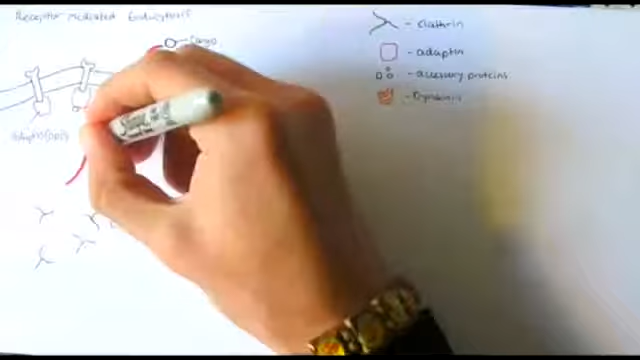 Receptor mediated Endocytosis
Cargo
- Clathrin
- adaptin
- accessory proteins
- Dynamin